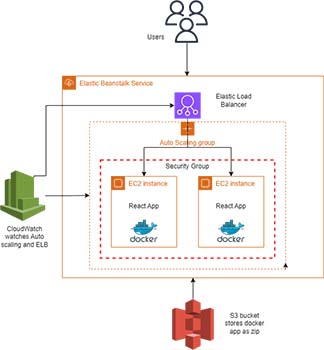 Users
Elastic Beanstalk Service
Elastic Load
Balancer
Auto Scaling group
Security Group
EC2 instance
EC2 instance
React App
React App
docker
docker
CloudWatch
watches Auto
scaling and ELB
S3 bucket
stores docker
app as zip